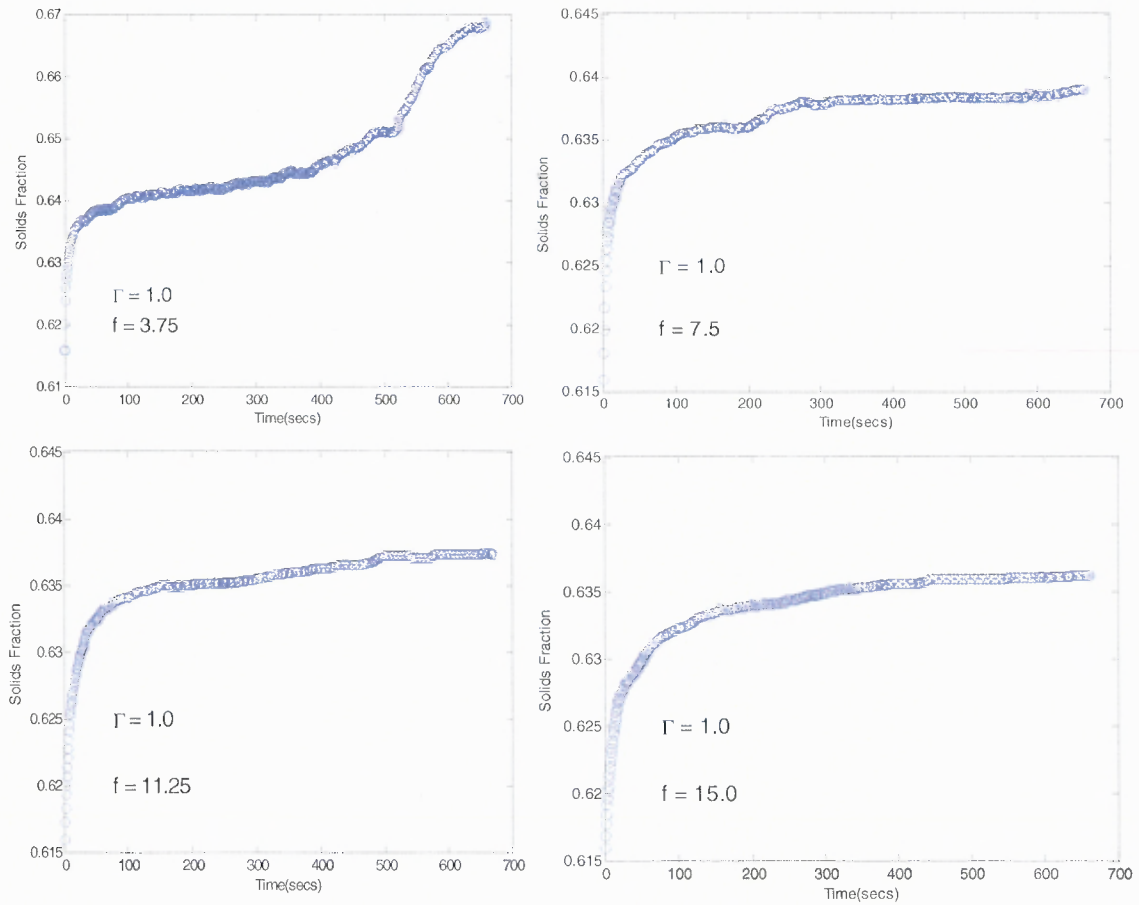 0.67
0.66
0.65
0.64
0.63
0.62
0.61
Solids Fraction
Γ = 1.0
f = 3.75
0 100 200 300 400 500 600 700
Time(secs)
0.645
0.64
0.635
0.63
0.625
0.62
0.615
Solids Fraction
Γ = 1.0
f = 7.5
0 100 200 300 400 500 600 700
Time(secs)
0.645
0.64
0.635
0.63
0.625
0.62
0.615
Solids Fraction
Γ = 1.0
f = 11.25
0 100 200 300 400 500 600 700
Time(secs)
0.645
0.64
0.635
0.63
0.625
0.62
0.615
Solids Fraction
Γ = 1.0
f = 15.0
0 100 200 300 400 500 600 700
Time(secs)